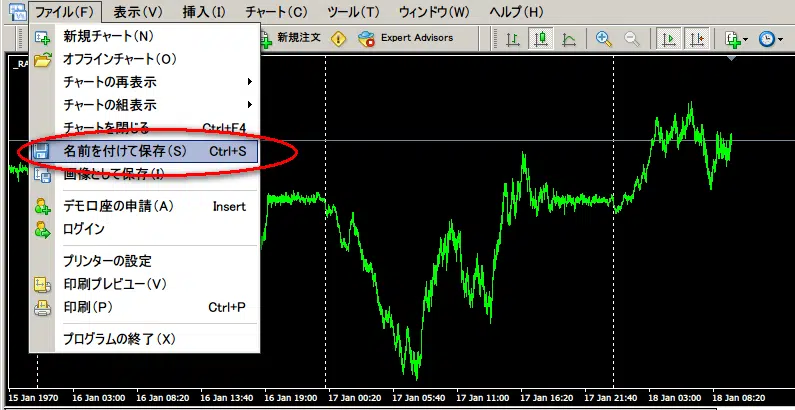 ファイル(F) 表示(V) 挿入(I) チャート(C) ツール(T) ウィンドウ(W) ヘルプ(H)
新規チャート(N)
新規注文 Expert Advisors
オフラインチャート(O)
_RA
チャートの再表示
チャートの組表示
チャートを閉じる Ctrl+F4
名前を付けて保存(S) Ctrl+S
画像として保存(I)
デモ口座の申請(A) Insert
ログイン
プリンターの設定
印刷プレビュー(V)
印刷(P) Ctrl+P
プログラムの終了(X)
15 Jan 1970 16 Jan 03:00 16 Jan 08:20 16 Jan 13:40 16 Jan 19:00 17 Jan 00:20 17 Jan 05:40 17 Jan 11:00 17 Jan 16:20 17 Jan 21:40 18 Jan 03:00 18 Jan 08:20